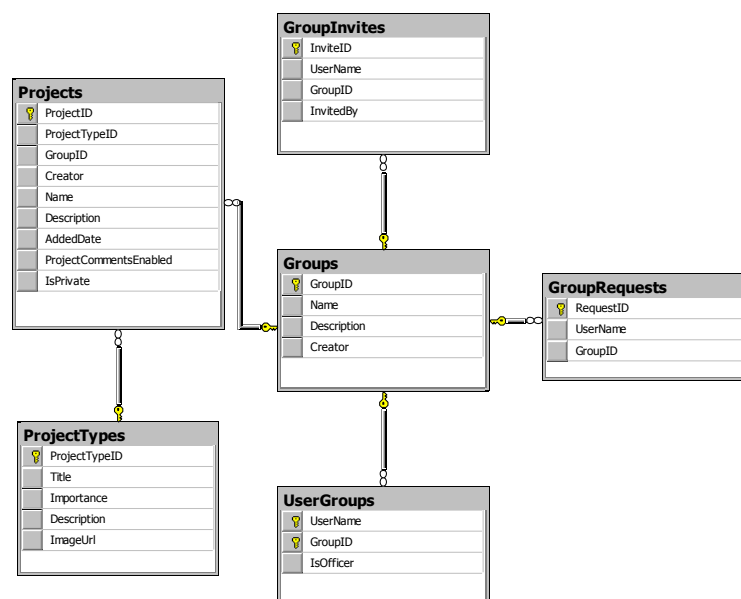 GroupInvites
InviteID
UserName
GroupID
InvitedBy
Projects
ProjectID
ProjectTypeID
GroupID
Creator
Name
Description
AddedDate
ProjectCommentsEnabled
IsPrivate
Groups
GroupID
Name
Description
Creator
GroupRequests
RequestID
UserName
GroupID
ProjectTypes
ProjectTypeID
Title
Importance
Description
ImageUrl
UserGroups
UserName
GroupID
IsOfficer